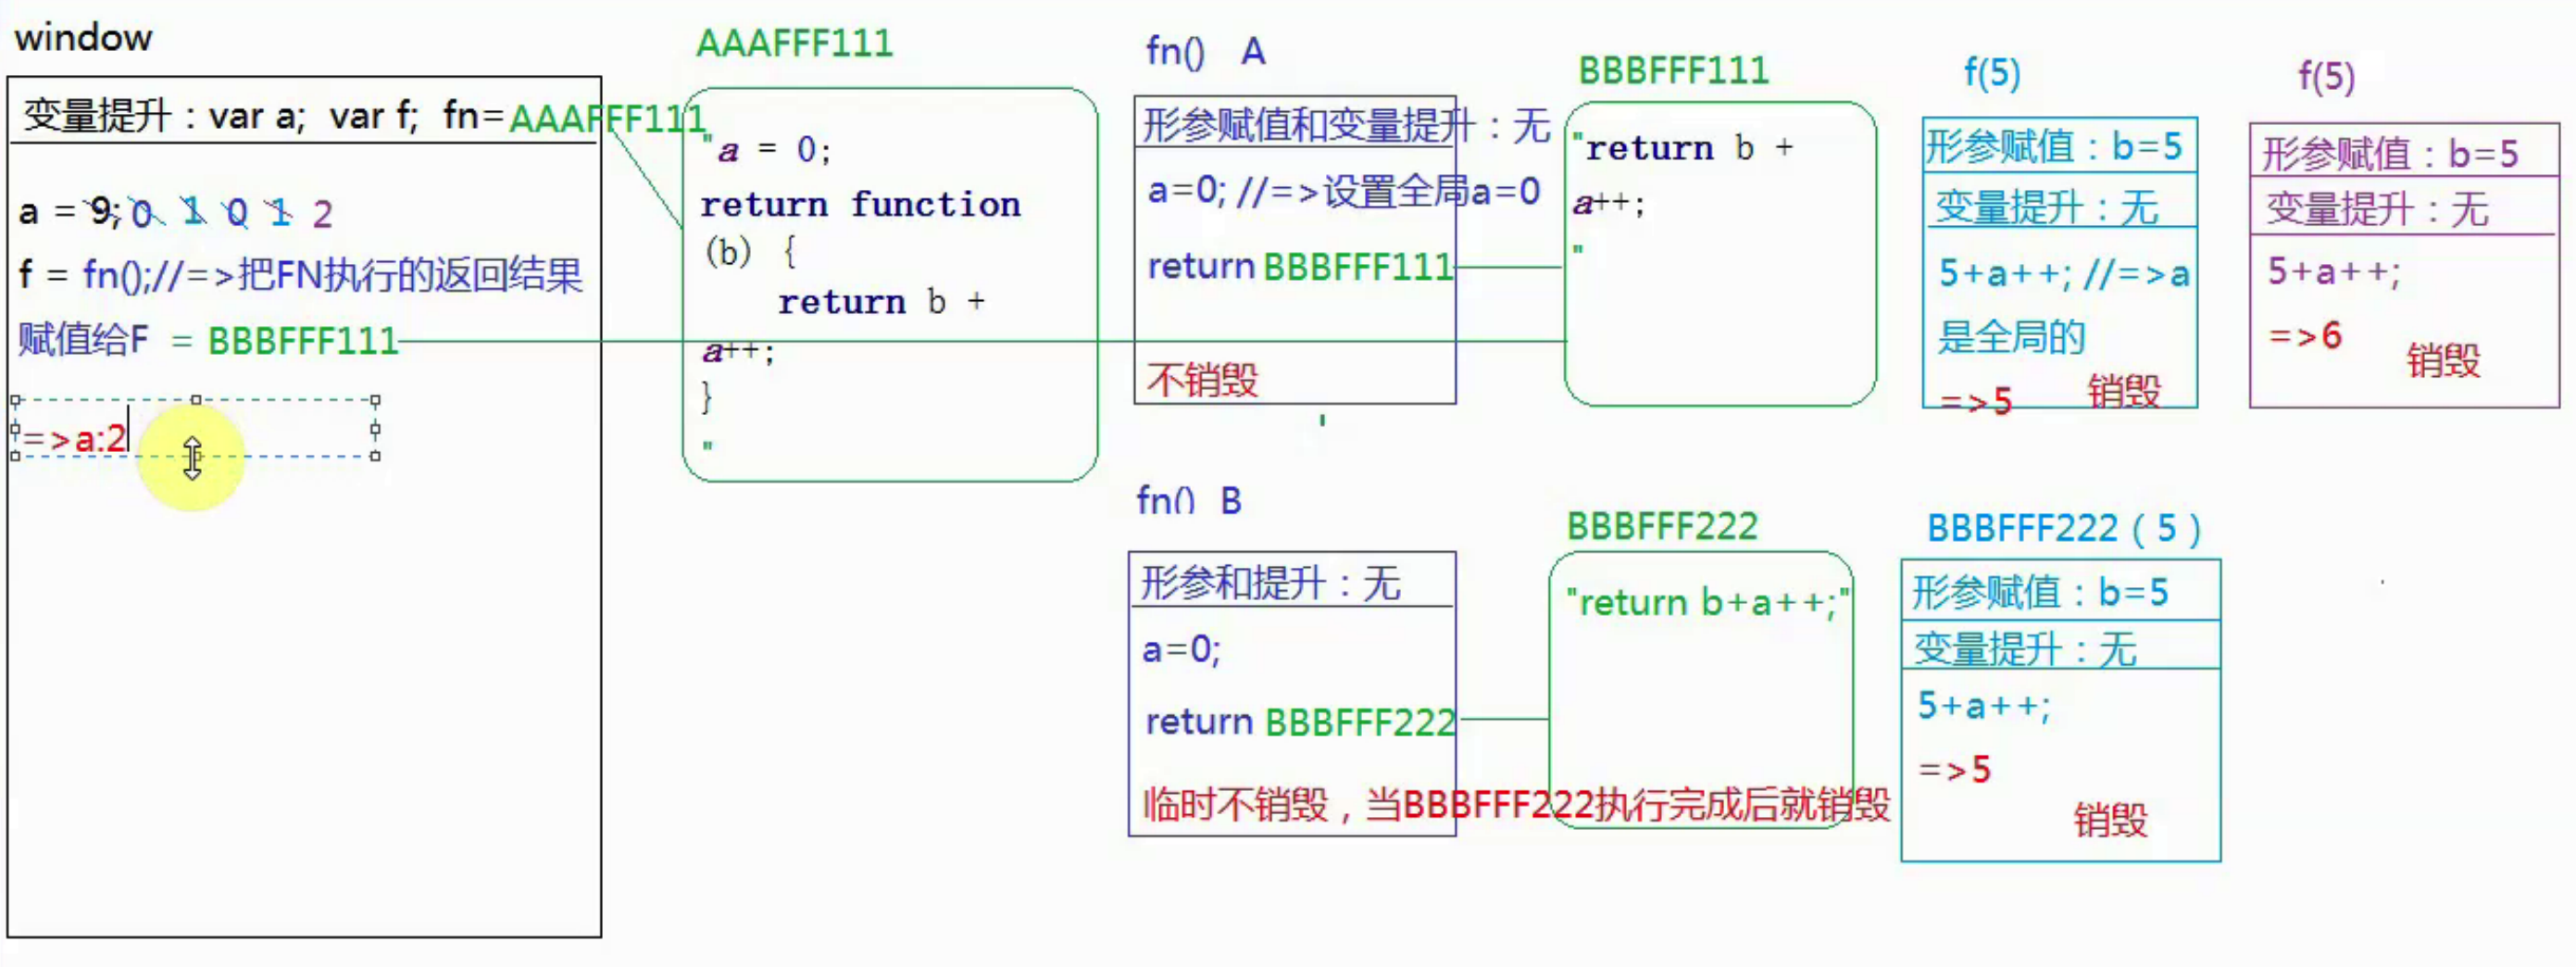 window
变量提升：var a;  var f;  fn=AAAFFF111
a = 9; 0 1 0 1 2
f = fn();//=>把FN执行的返回结果
赋值给F = BBBFFF111
=>a:2
AAAFFF111
"a = 0;
return function
(b) {
return b +
a++;
}
"
fn() A
形参赋值和变量提升：无
a=0; //=>设置全局a=0
return BBBFFF111
不销毁
BBBFFF111
"return b +
a++;
"
f(5)
形参赋值：b=5
变量提升：无
5+a++; //=>a
是全局的
=>5 销毁
f(5)
形参赋值：b=5
变量提升：无
5+a++;
=>6
销毁
fn() B
形参和提升：无
a=0;
return BBBFFF222
临时不销毁，当BBBFFF222执行完成后就销毁
BBBFFF222
"return b+a++;"
BBBFFF222（5）
形参赋值：b=5
变量提升：无
5+a++;
=>5
销毁